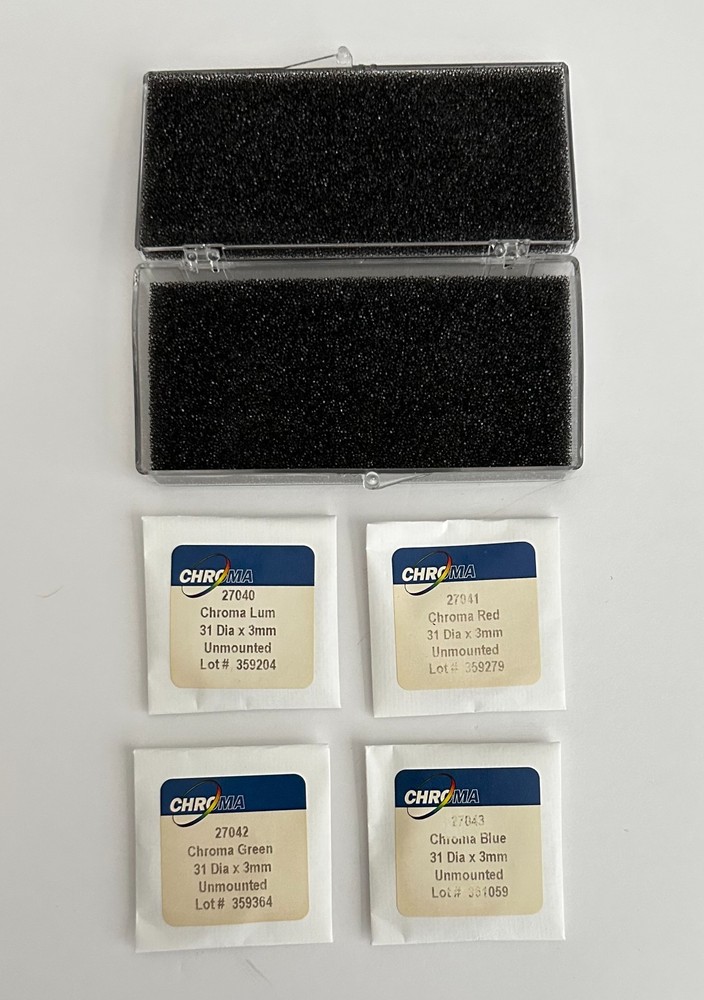 CHROMA
27040
Chroma Lum
31 Dia x 3mm
Unmounted
Lot # 359204
CHROMA
27041
Chroma Red
31 Dia x 3mm
Unmounted
Lot # 359279
CHROMA
27042
Chroma Green
31 Dia x 3mm
Unmounted
Lot # 359364
CHROMA
27043
Chroma Blue
31 Dia x 3mm
Unmounted
Lot #